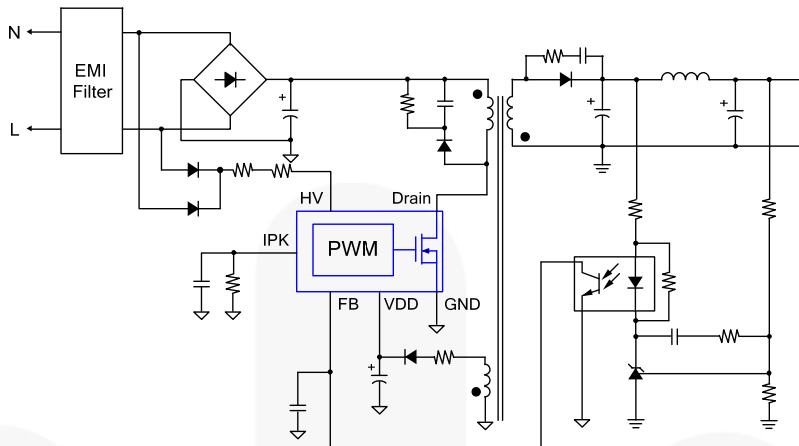 N
EMI
Filter
L
HV
Drain
IPK
PWM
FB
VDD
GND
+
+
+
+